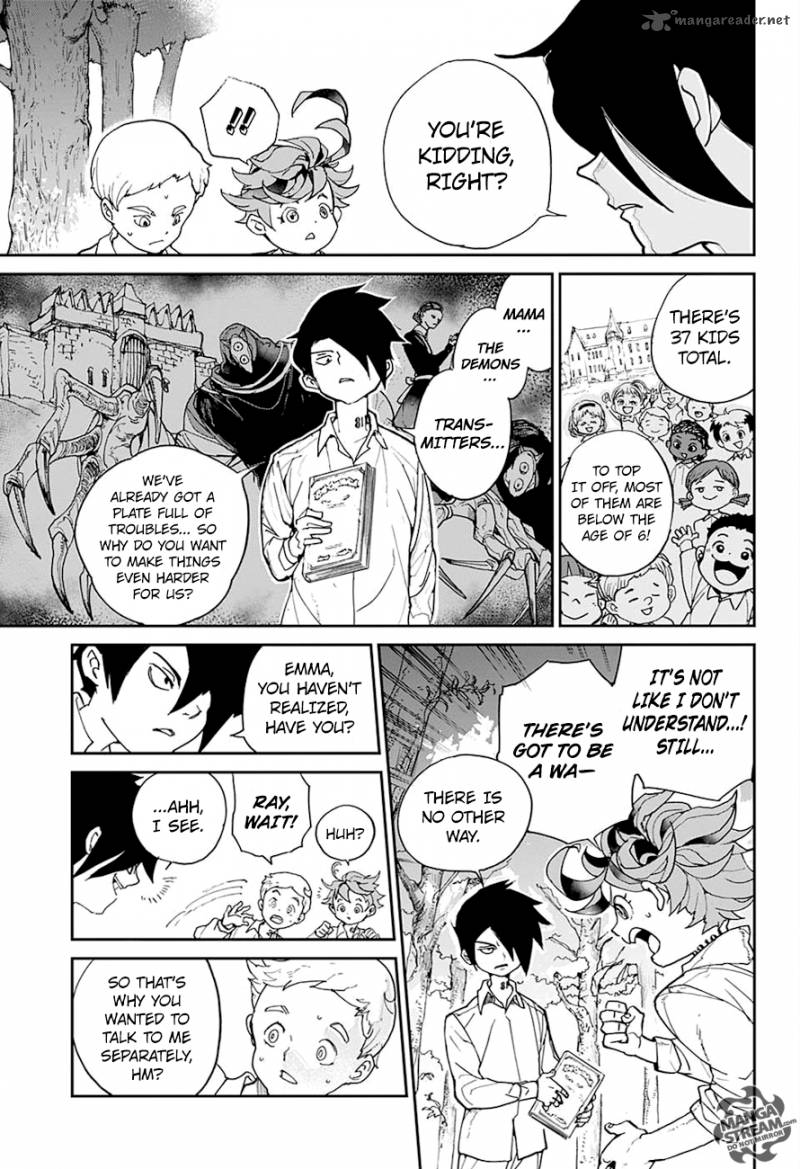 mangareader.net
YOU'RE
KIDDING,
RIGHT?
!!
THERE'S
37 KIDS
TOTAL.
TO TOP
IT OFF, MOST
OF THEM ARE
BELOW THE
AGE OF 6!
MAMA
...
THE
DEMONS
...
TRANS-
MITTERS...
WE'VE
ALREADY GOT A
PLATE FULL OF
TROUBLES... SO
WHY DO YOU WANT
TO MAKE THINGS
EVEN HARDER
FOR US?
IT'S NOT
LIKE I DON'T
UNDERSTAND...!
STILL...
THERE'S
GOT TO BE
A WA—
THERE IS
NO OTHER
WAY.
EMMA,
YOU HAVEN'T
REALIZED,
HAVE YOU?
HUH?
RAY,
WAIT!
...AHH,
I SEE.
SO THAT'S
WHY YOU
WANTED TO
TALK TO ME
SEPARATELY,
HM?
MANGA
STREAM.com
DO NOT MIRROR!